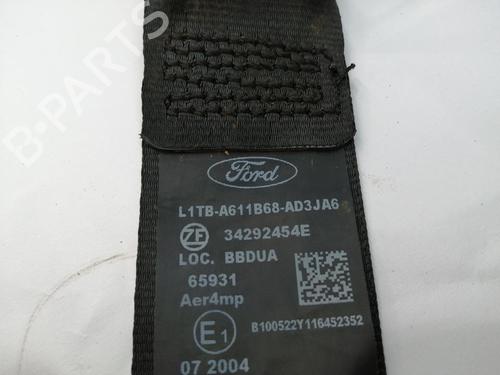 Ford
L1TB-A611B68-AD3JA6
ZF 34292454E
LOC. BBDUA
65931
Aer4mp
E1
B100522Y116452352
07 2004
B-PARTS